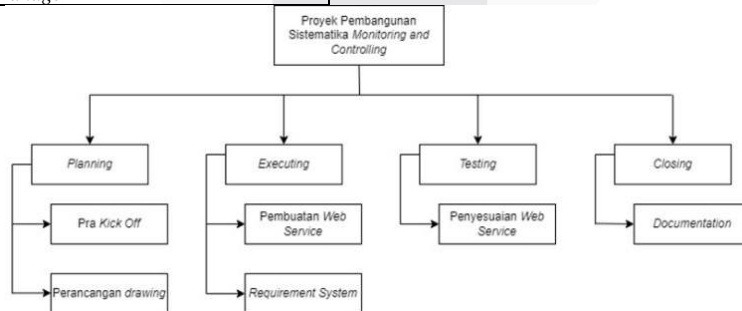 Proyek Pembangunan
Sistematika Monitoring and
Controlling
Planning
Executing
Testing
Closing
Pra Kick Off
Pembuatan Web
Service
Penyesuaian Web
Service
Documentation
Perancangan drawing
Requirement System